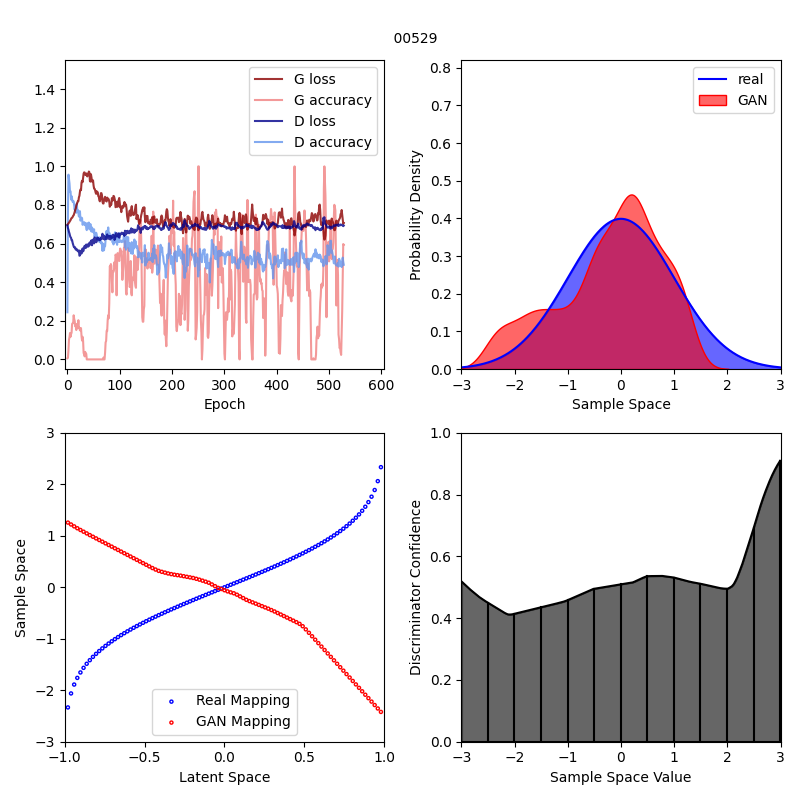 00529
1.4
1.2
1.0
0.8
0.6
0.4
0.2
0.0
0 100 200 300 400 500 600
Epoch
G loss
G accuracy
D loss
D accuracy
0.8
0.7
0.6
0.5
0.4
0.3
0.2
0.1
0.0
Probability Density
−3 −2 −1 0 1 2 3
Sample Space
real
GAN
3
2
1
0
−1
−2
−3
Sample Space
−1.0 −0.5 0.0 0.5 1.0
Latent Space
Real Mapping
GAN Mapping
1.0
0.8
0.6
0.4
0.2
0.0
Discriminator Confidence
−3 −2 −1 0 1 2 3
Sample Space Value